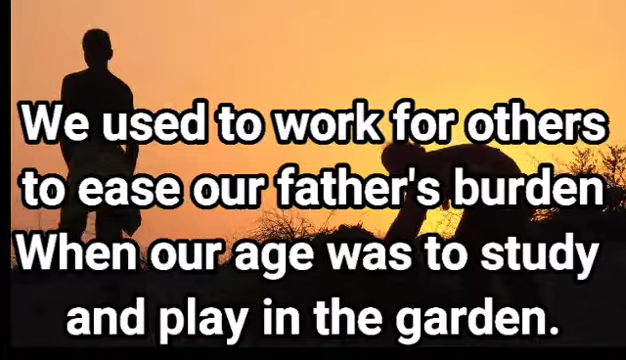 We used to work for others
to ease our father's burden
When our age was to study
and play in the garden.